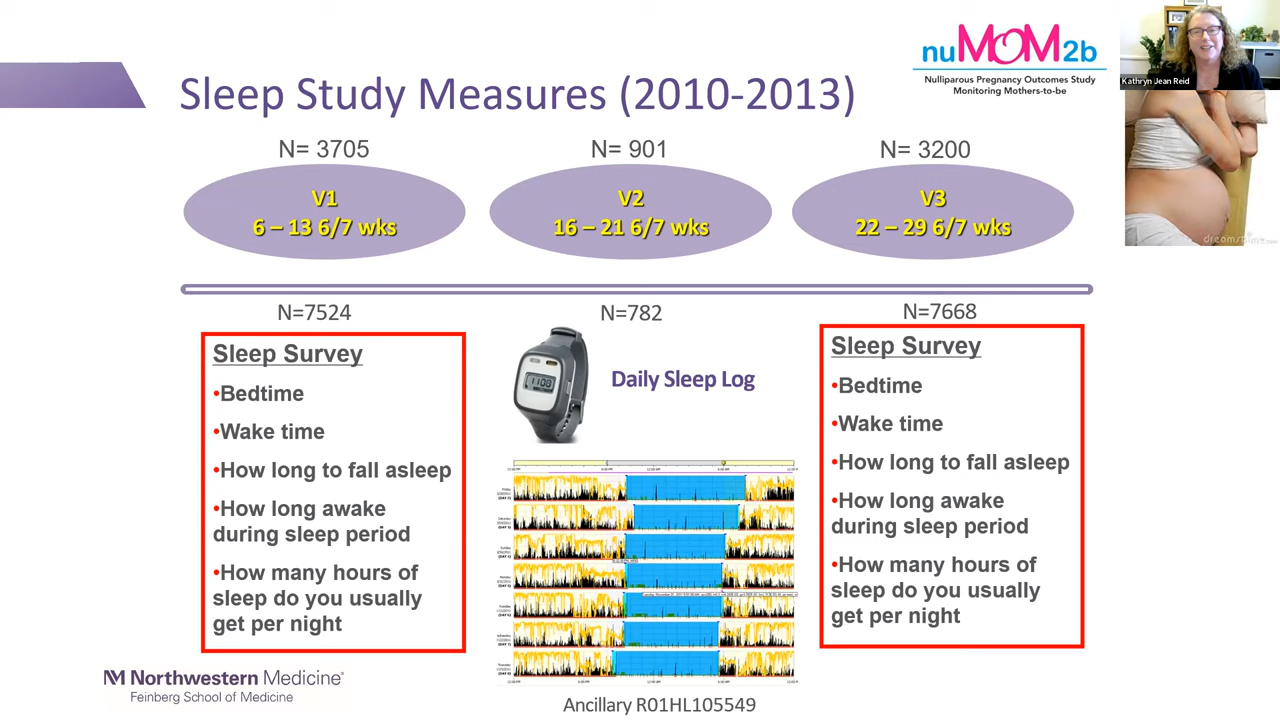 nuMOM2b
Nulliparous Pregnancy Outcomes Study
Monitoring Mothers-to-be
Kathryn Jean Reid
Sleep Study Measures (2010-2013)
N= 3705
N= 901
N= 3200
V1
6 – 13 6/7 wks
V2
16 – 21 6/7 wks
V3
22 – 29 6/7 wks
N=7524
N=782
N=7668
Sleep Survey
•Bedtime
•Wake time
•How long to fall asleep
•How long awake
during sleep period
•How many hours of
sleep do you usually
get per night
1108
Daily Sleep Log
Sleep Survey
•Bedtime
•Wake time
•How long to fall asleep
•How long awake
during sleep period
•How many hours of
sleep do you usually
get per night
dreamstime.com
NM Northwestern Medicine®
Feinberg School of Medicine
Ancillary R01HL105549